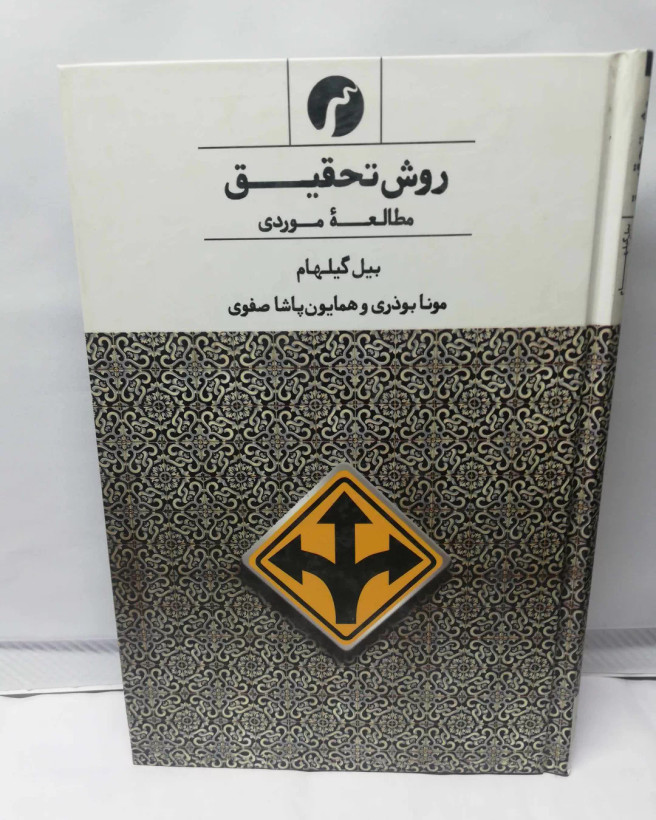 روش تحقیق
مطالعهٔ موردی
بیل گیلهام
مونا بوذری و همایون پاشا صفوی